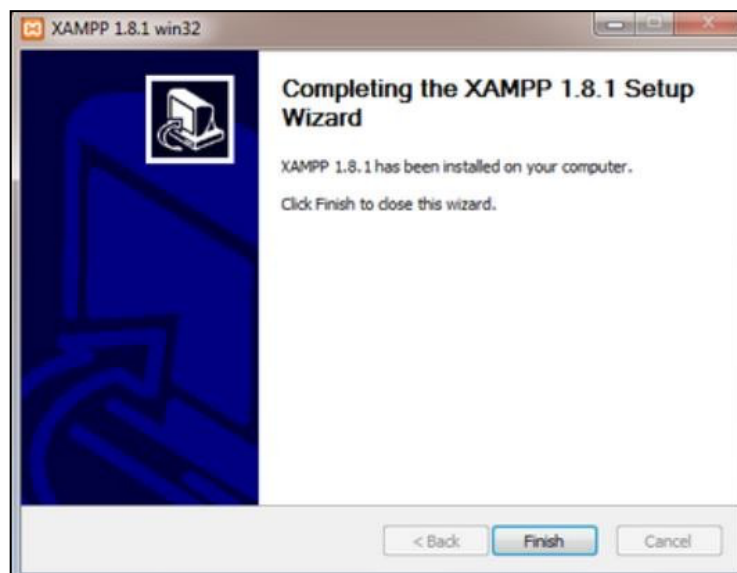 XAMPP 1.8.1 win32
Completing the XAMPP 1.8.1 Setup
Wizard
XAMPP 1.8.1 has been installed on your computer.
Click Finish to close this wizard.
< Back
Finish
Cancel